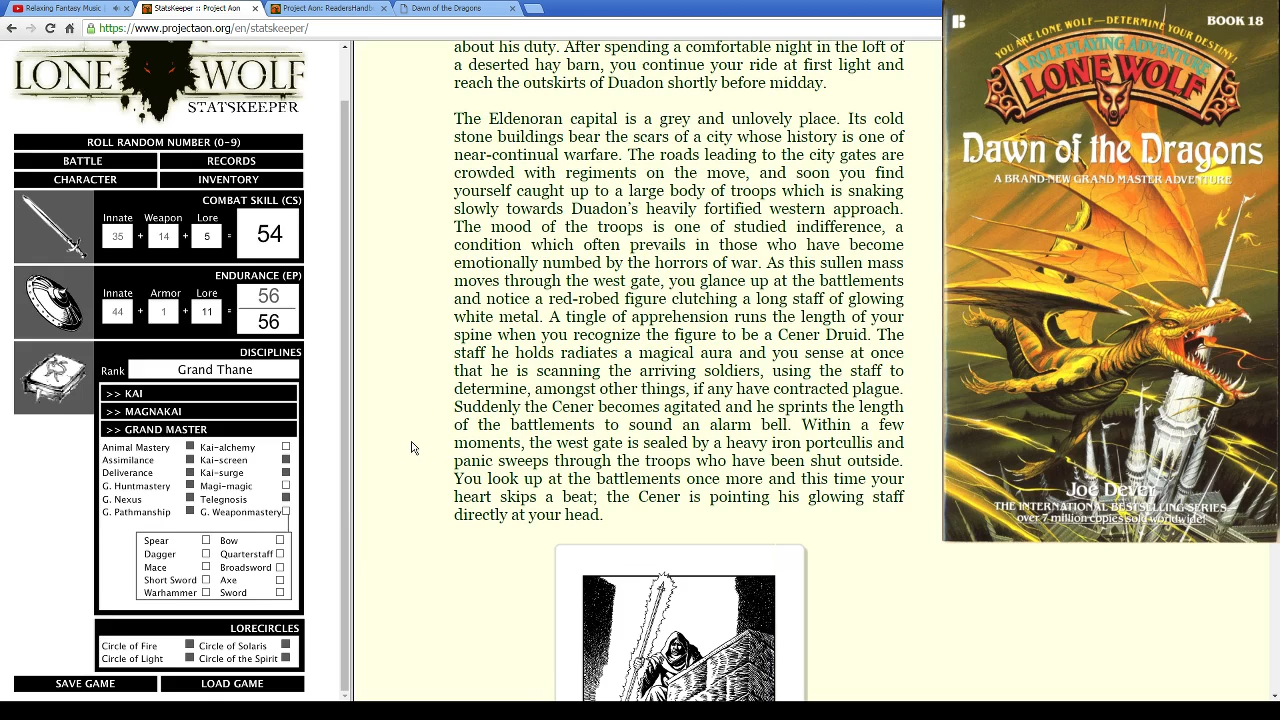 Relaxing Fantasy Music
StatsKeeper :: Project Aon
Project Aon: ReadersHandb
Dawn of the Dragons
https://www.projectaon.org/en/statskeeper/
LONE WOLF
STATSKEEPER
ROLL RANDOM NUMBER (0-9)
BATTLE RECORDS
CHARACTER INVENTORY
COMBAT SKILL (CS)
Innate Weapon Lore
35 + 14 + 5 = 54
ENDURANCE (EP)
Innate Armor Lore
56
44 + 1 + 11 = 56
DISCIPLINES
Rank Grand Thane
>> KAI
>> MAGNAKAI
>> GRAND MASTER
Animal Mastery Kai-alchemy
Assimilance Kai-screen
Deliverance Kai-surge
G. Huntmastery Magi-magic
G. Nexus Telegnosis
G. Pathmanship G. Weaponmastery
Spear Bow
Dagger Quarterstaff
Mace Broadsword
Short Sword Axe
Warhammer Sword
LORECIRCLES
Circle of Fire Circle of Solaris
Circle of Light Circle of the Spirit
SAVE GAME LOAD GAME
about his duty. After spending a comfortable night in the loft of
a deserted hay barn, you continue your ride at first light and
reach the outskirts of Duadon shortly before midday.
The Eldenoran capital is a grey and unlovely place. Its cold
stone buildings bear the scars of a city whose history is one of
near-continual warfare. The roads leading to the city gates are
crowded with regiments on the move, and soon you find
yourself caught up to a large body of troops which is snaking
slowly towards Duadon's heavily fortified western approach.
The mood of the troops is one of studied indifference, a
condition which often prevails in those who have become
emotionally numbed by the horrors of war. As this sullen mass
moves through the west gate, you glance up at the battlements
and notice a red-robed figure clutching a long staff of glowing
white metal. A tingle of apprehension runs the length of your
spine when you recognize the figure to be a Cener Druid. The
staff he holds radiates a magical aura and you sense at once
that he is scanning the arriving soldiers, using the staff to
determine, amongst other things, if any have contracted plague.
Suddenly the Cener becomes agitated and he sprints the length
of the battlements to sound an alarm bell. Within a few
moments, the west gate is sealed by a heavy iron portcullis and
panic sweeps through the troops who have been shut outside.
You look up at the battlements once more and this time your
heart skips a beat; the Cener is pointing his glowing staff
directly at your head.
B
BOOK 18
YOU ARE LONE WOLF—DETERMINE YOUR DESTINY!
A ROLE PLAYING ADVENTURE
LONE WOLF
Dawn of the Dragons
A BRAND-NEW GRAND MASTER ADVENTURE
Joe Dever
THE INTERNATIONAL BESTSELLING SERIES—
over 7 million copies sold worldwide!